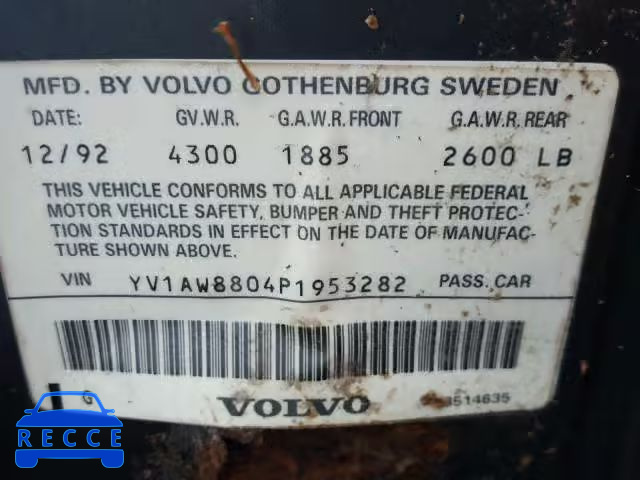 MFD. BY VOLVO GOTHENBURG SWEDEN
DATE: GV.W.R. G.A.W.R. FRONT G.A.W.R. REAR
12/92 4300 1885 2600 LB
THIS VEHICLE CONFORMS TO ALL APPLICABLE FEDERAL
MOTOR VEHICLE SAFETY, BUMPER AND THEFT PROTEC-
TION STANDARDS IN EFFECT ON THE DATE OF MANUFAC-
TURE SHOWN ABOVE.
VIN YV1AW8804P1953282 PASS. CAR
G VOLVO 3514635
RECCE